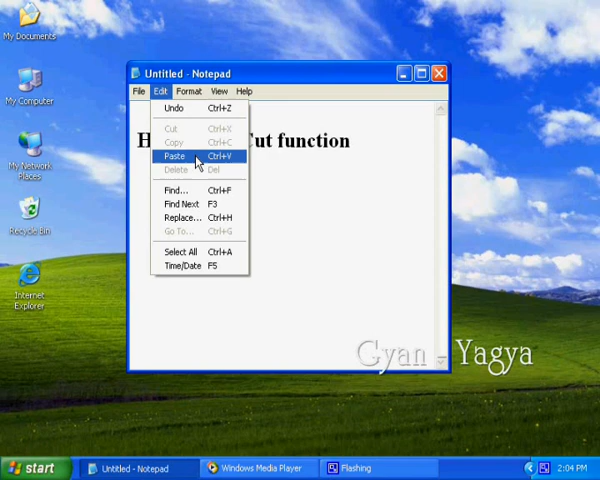 My Documents
My Computer
My Network
Places
Recycle Bin
Internet
Explorer
Untitled - Notepad
File Edit Format View Help
Undo Ctrl+Z
Cut Ctrl+X
Copy Ctrl+C
Paste Ctrl+V
Delete Del
Find... Ctrl+F
Find Next F3
Replace... Ctrl+H
Go To... Ctrl+G
Select All Ctrl+A
Time/Date F5
Cut function
Gyan - Yagya
start
Untitled - Notepad
Windows Media Player
Flashing
2:04 PM